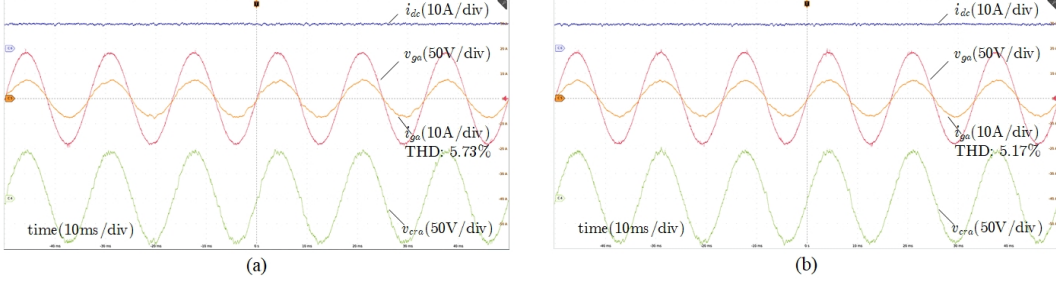 i_dc(10A/div)
v_ga(50V/div)
i_ga(10A/div)
THD: 5.73%
v_cra(50V/div)
time(10ms/div)
(a)
i_dc(10A/div)
v_ga(50V/div)
i_ga(10A/div)
THD: 5.17%
v_cra(50V/div)
time(10ms/div)
(b)